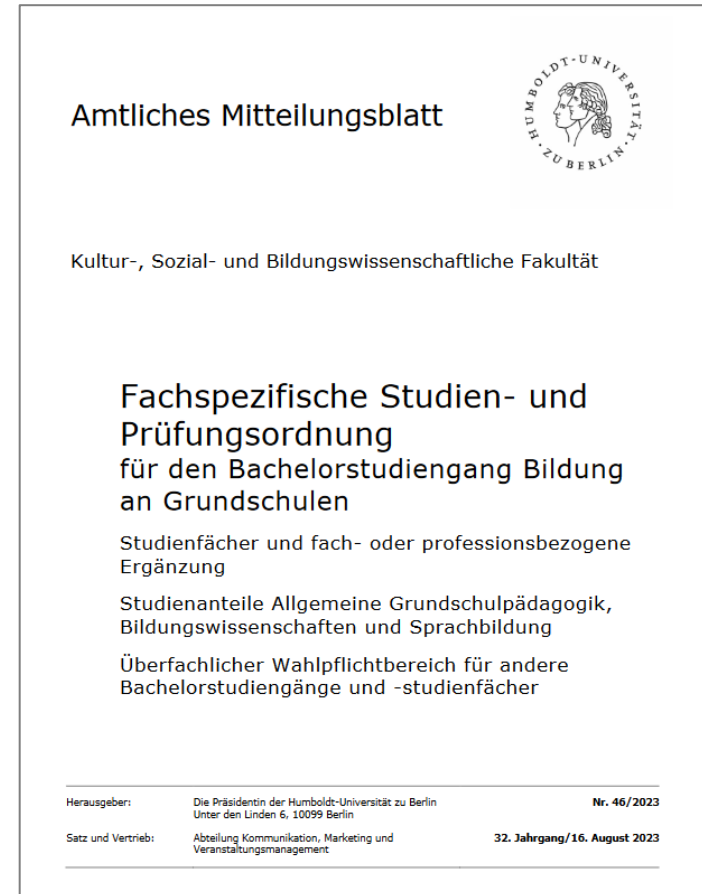 HUMBOLDT-UNIVERSITÄT · ZU BERLIN ·
Amtliches Mitteilungsblatt
Kultur-, Sozial- und Bildungswissenschaftliche Fakultät
Fachspezifische Studien- und
Prüfungsordnung
für den Bachelorstudiengang Bildung
an Grundschulen
Studienfächer und fach- oder professionsbezogene
Ergänzung
Studienanteile Allgemeine Grundschulpädagogik,
Bildungswissenschaften und Sprachbildung
Überfachlicher Wahlpflichtbereich für andere
Bachelorstudiengänge und -studienfächer
Herausgeber: Die Präsidentin der Humboldt-Universität zu Berlin Nr. 46/2023
Unter den Linden 6, 10099 Berlin
Satz und Vertrieb: Abteilung Kommunikation, Marketing und 32. Jahrgang/16. August 2023
Veranstaltungsmanagement